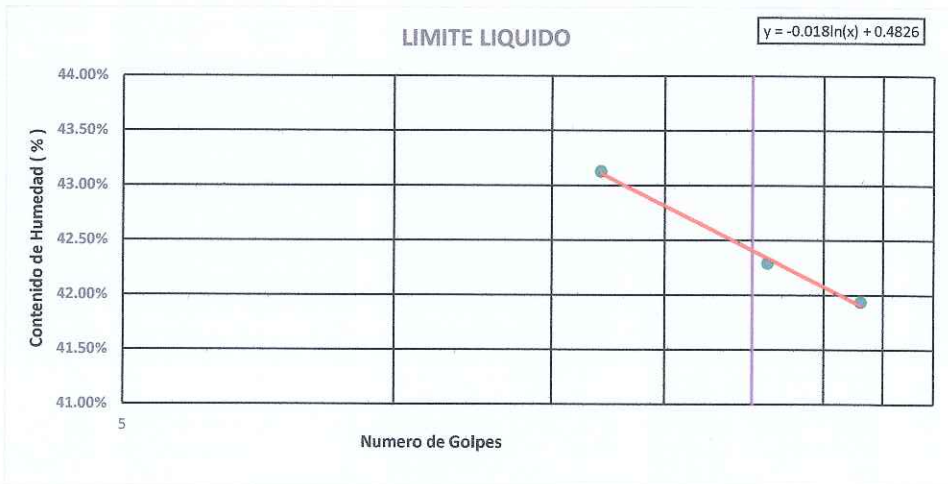 LIMITE LIQUIDO
y = -0.018ln(x) + 0.4826
44.00%
43.50%
43.00%
42.50%
42.00%
41.50%
41.00%
Contenido de Humedad ( % )
5
Numero de Golpes